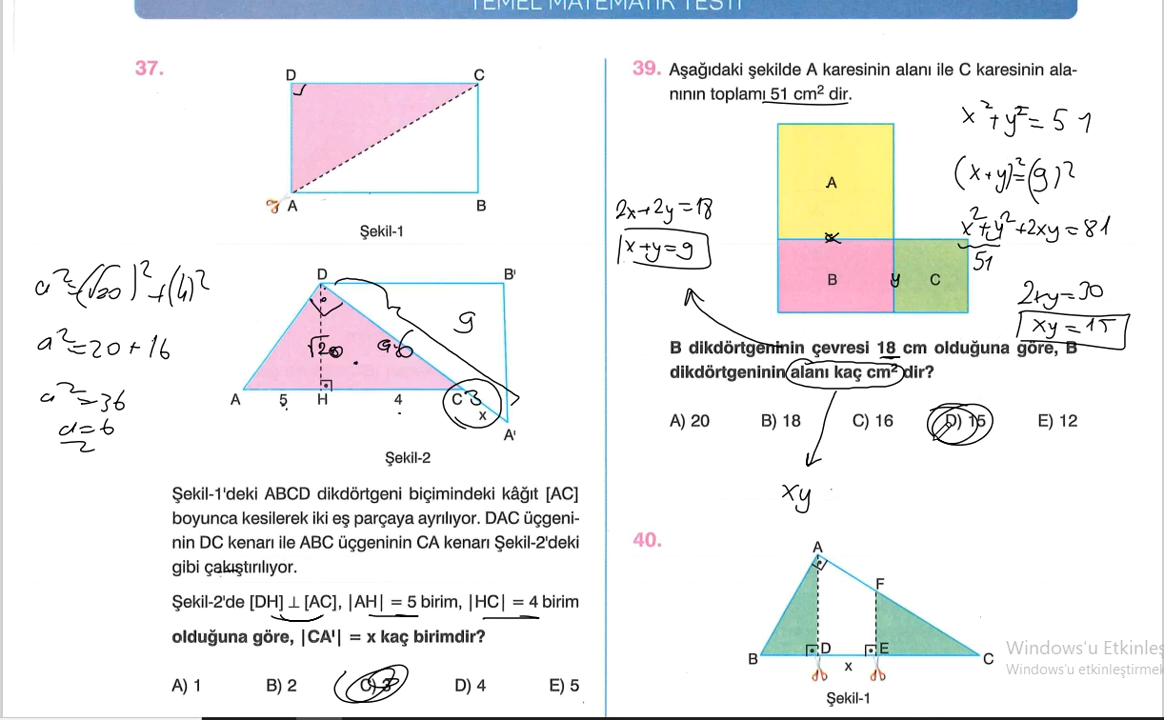 TEMEL MATEMATİK TESTİ
37.
D
C
A
B
Şekil-1
a²=(√20)²+(4)²
a²=20+16
a²=36
a=6
D
B'
9
√20
a=6
A
5
H
4
C
3
x
A'
Şekil-2
Şekil-1'deki ABCD dikdörtgeni biçimindeki kâğıt [AC]
boyunca kesilerek iki eş parçaya ayrılıyor. DAC üçgeni-
nin DC kenarı ile ABC üçgeninin CA kenarı Şekil-2'deki
gibi çakıştırılıyor.
Şekil-2'de [DH] ⊥ [AC], |AH| = 5 birim, |HC| = 4 birim
olduğuna göre, |CA'| = x kaç birimdir?
A) 1 B) 2 C) 3 D) 4 E) 5
39. Aşağıdaki şekilde A karesinin alanı ile C karesinin ala-
nının toplamı 51 cm² dir.
x²+y²=51
(x+y)²=(9)²
x²+y²+2xy=81
51
2xy=30
xy=15
2x+2y=18
x+y=9
A
x
B
y
C
B dikdörtgeninin çevresi 18 cm olduğuna göre, B
dikdörtgeninin alanı kaç cm² dir?
A) 20 B) 18 C) 16 D) 15 E) 12
xy
40.
A
F
B
D
x
E
C
Şekil-1
Windows'u Etkinleş
Windows'u etkinleştirme